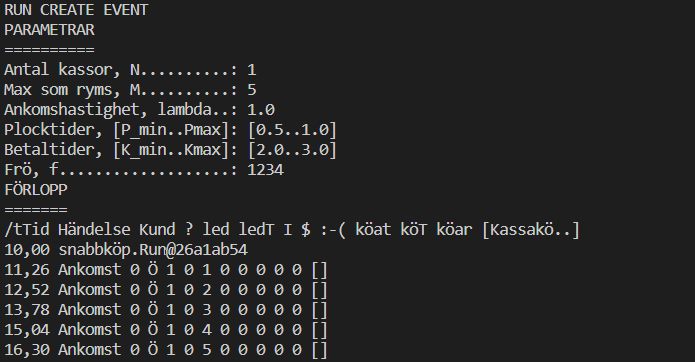 RUN CREATE EVENT
PARAMETRAR
==========
Antal kassor, N..........: 1
Max som ryms, M..........: 5
Ankomshastighet, lambda..: 1.0
Plocktider, [P_min..Pmax]: [0.5..1.0]
Betaltider, [K_min..Kmax]: [2.0..3.0]
Frö, f...................: 1234
FÖRLOPP
=======
/tTid Händelse Kund ? led ledT I $ :-( köat köT köar [Kassakö..]
10,00 snabbköp.Run@26a1ab54
11,26 Ankomst 0 Ö 1 0 1 0 0 0 0 0 []
12,52 Ankomst 0 Ö 1 0 2 0 0 0 0 0 []
13,78 Ankomst 0 Ö 1 0 3 0 0 0 0 0 []
15,04 Ankomst 0 Ö 1 0 4 0 0 0 0 0 []
16,30 Ankomst 0 Ö 1 0 5 0 0 0 0 0 []